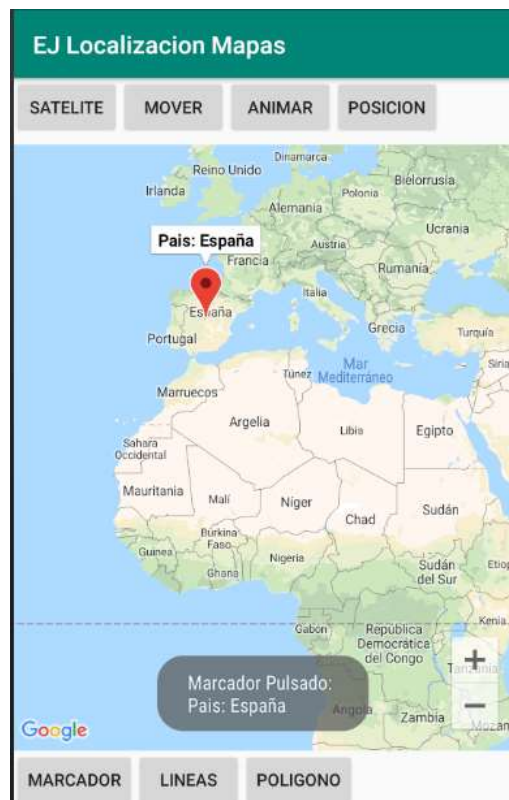 EJ Localizacion Mapas
SATELITE MOVER ANIMAR POSICION
Dinamarca
Reino Unido
Bielorrusia
Irlanda
Polonia
Alemania
Ucrania
Pais: España
Austria
Francia
Rumanía
Italia
España
Grecia
Turquía
Portugal
Mar Mediterráneo
Siria
Túnez
Marruecos
Argelia
Libia
Egipto
Sahara Occidental
Mauritania
Malí
Níger
Chad
Sudán
Burkina Faso
Guinea
Nigeria
Ghana
Sudán del Sur
Etiop
Kenia
Gabón
República Democrática del Congo
Marcador Pulsado:
Pais: España
Angola
Zambia
Google
MARCADOR LINEAS POLIGONO